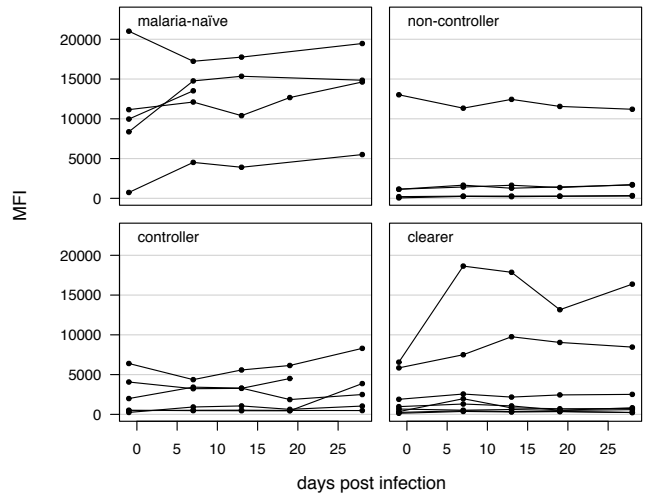 malaria-naïve
non-controller
20000
15000
10000
5000
0
MFI
controller
clearer
20000
15000
10000
5000
0
0 5 10 15 20 25 0 5 10 15 20 25
days post infection